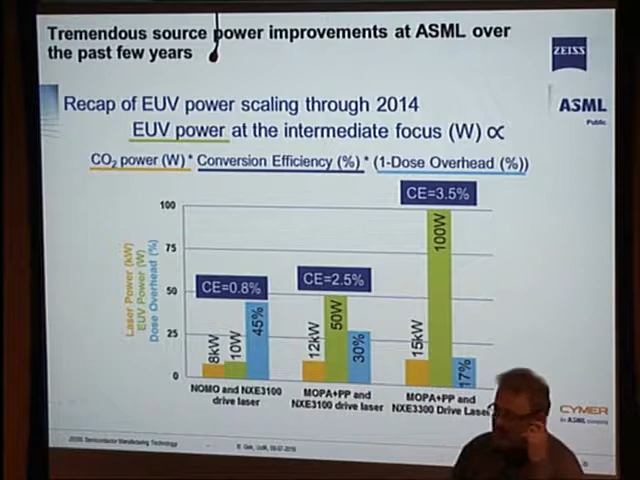 Tremendous source power improvements at ASML over
the past few years
ZEISS
Recap of EUV power scaling through 2014
ASML
Public
EUV power at the intermediate focus (W) ∝
CO2 power (W) * Conversion Efficiency (%) * (1-Dose Overhead (%))
CE=3.5%
100
Laser Power (kW)
EUV Power (W)
Dose Overhead (%)
75
50
25
0
CE=0.8%
CE=2.5%
8kW
10W
45%
12kW
50W
30%
15kW
100W
17%
NOMO and NXE3100
drive laser
MOPA+PP and
NXE3100 drive laser
MOPA+PP and
NXE3300 Drive Laser
CYMER
An ASML company
ZEISS, Semiconductor Manufacturing Technology